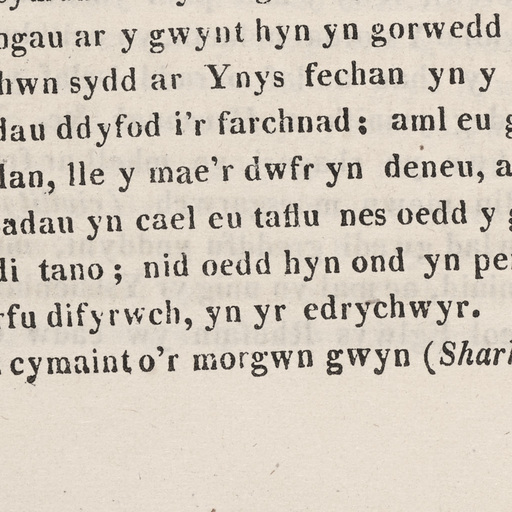 ogau ar y gwynt hyn yn gorwedd
hwn sydd ar Ynys fechan yn y
dau ddyfod i'r farchnad; aml eu
lan, lle y mae'r dwfr yn deneu, a
adau yn cael eu taflu nes oedd y
di tano; nid oedd hyn ond yn pe
rfu difyrwch, yn yr edrychwyr.
cymaint o'r morgwn gwyn (Shar